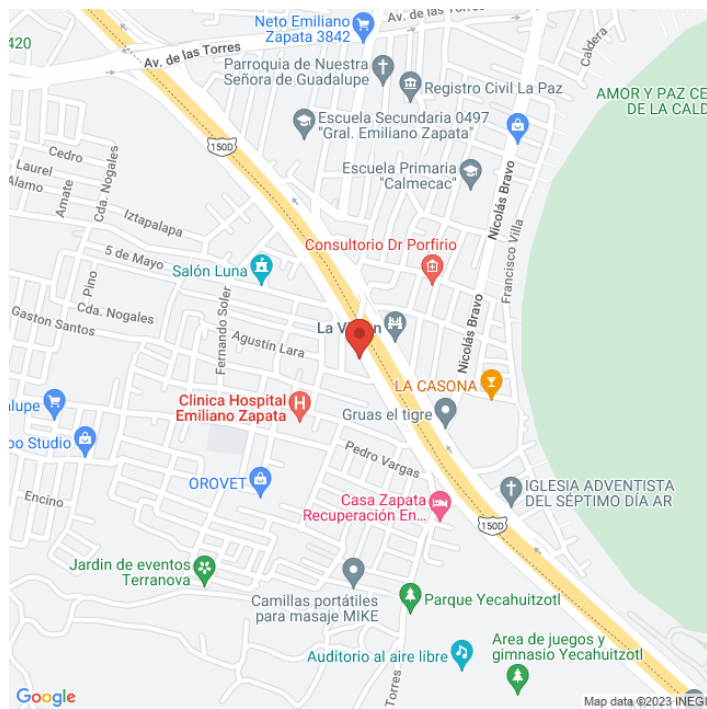 Neto Emiliano
Zapata 3842
Av. de las Torres
Av. de las Torres
420
Caldera
Parroquia de Nuestra
Señora de Guadalupe
Registro Civil La Paz
AMOR Y PAZ CE
DE LA CALD
Escuela Secundaria 0497
"Gral. Emiliano Zapata"
150D
Cedro
Laurel
Alamo
Amate
Cda. Nogales
Escuela Primaria
"Calmecac"
Nicolás Bravo
Iztapalapa
5 de Mayo
Consultorio Dr Porfirio
Francisco Villa
Salón Luna
Pino
Cda. Nogales
Fernando Soler
Gaston Santos
Agustín Lara
La V
n
Nicolás Bravo
LA CASONA
Clinica Hospital
Emiliano Zapata
H
alupe
Gruas el tigre
oo Studio
Pedro Vargas
OROVET
IGLESIA ADVENTISTA
DEL SÉPTIMO DÍA AR
Encino
Casa Zapata
Recuperación En...
150D
Jardin de eventos
Terranova
Camillas portátiles
para masaje MIKE
Parque Yecahuitzotl
Auditorio al aire libre
Area de juegos y
gimnasio Yecahuitzotl
Torres
Google
Map data ©2023 INEGI